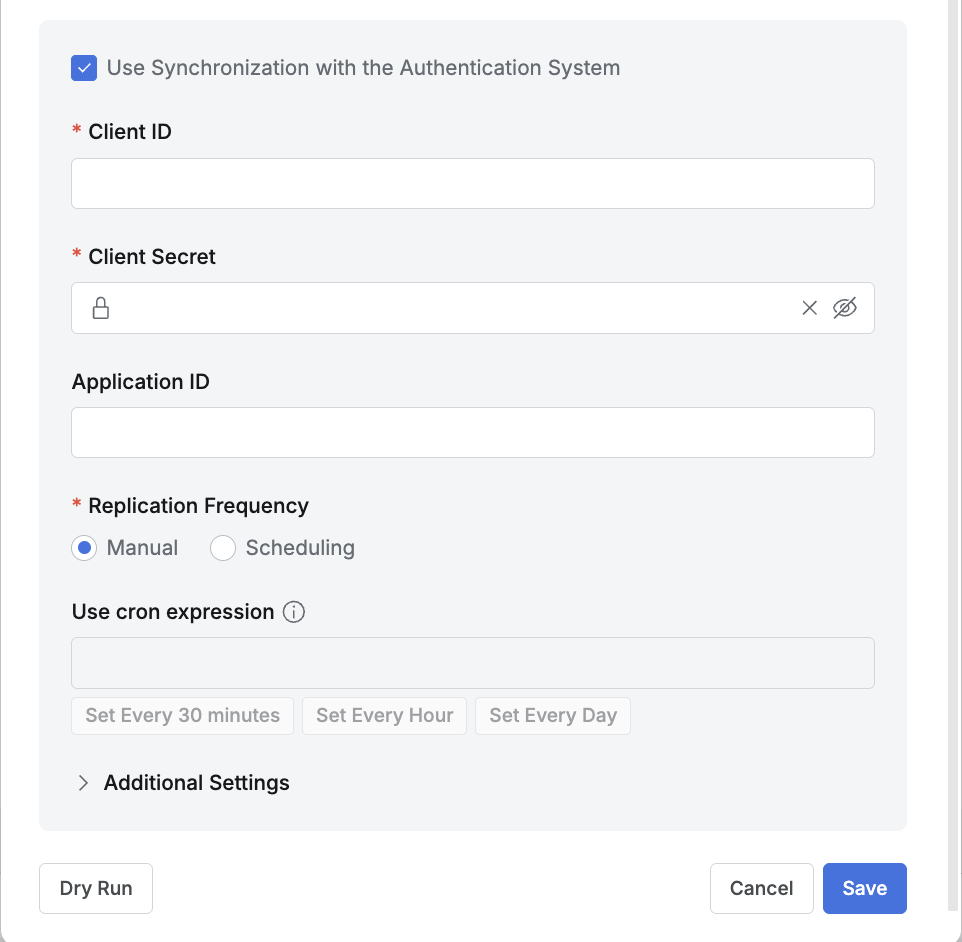 Use Synchronization with the Authentication System
* Client ID
* Client Secret
Application ID
* Replication Frequency
Manual Scheduling
Use cron expression
Set Every 30 minutes Set Every Hour Set Every Day
Additional Settings
Dry Run Cancel Save